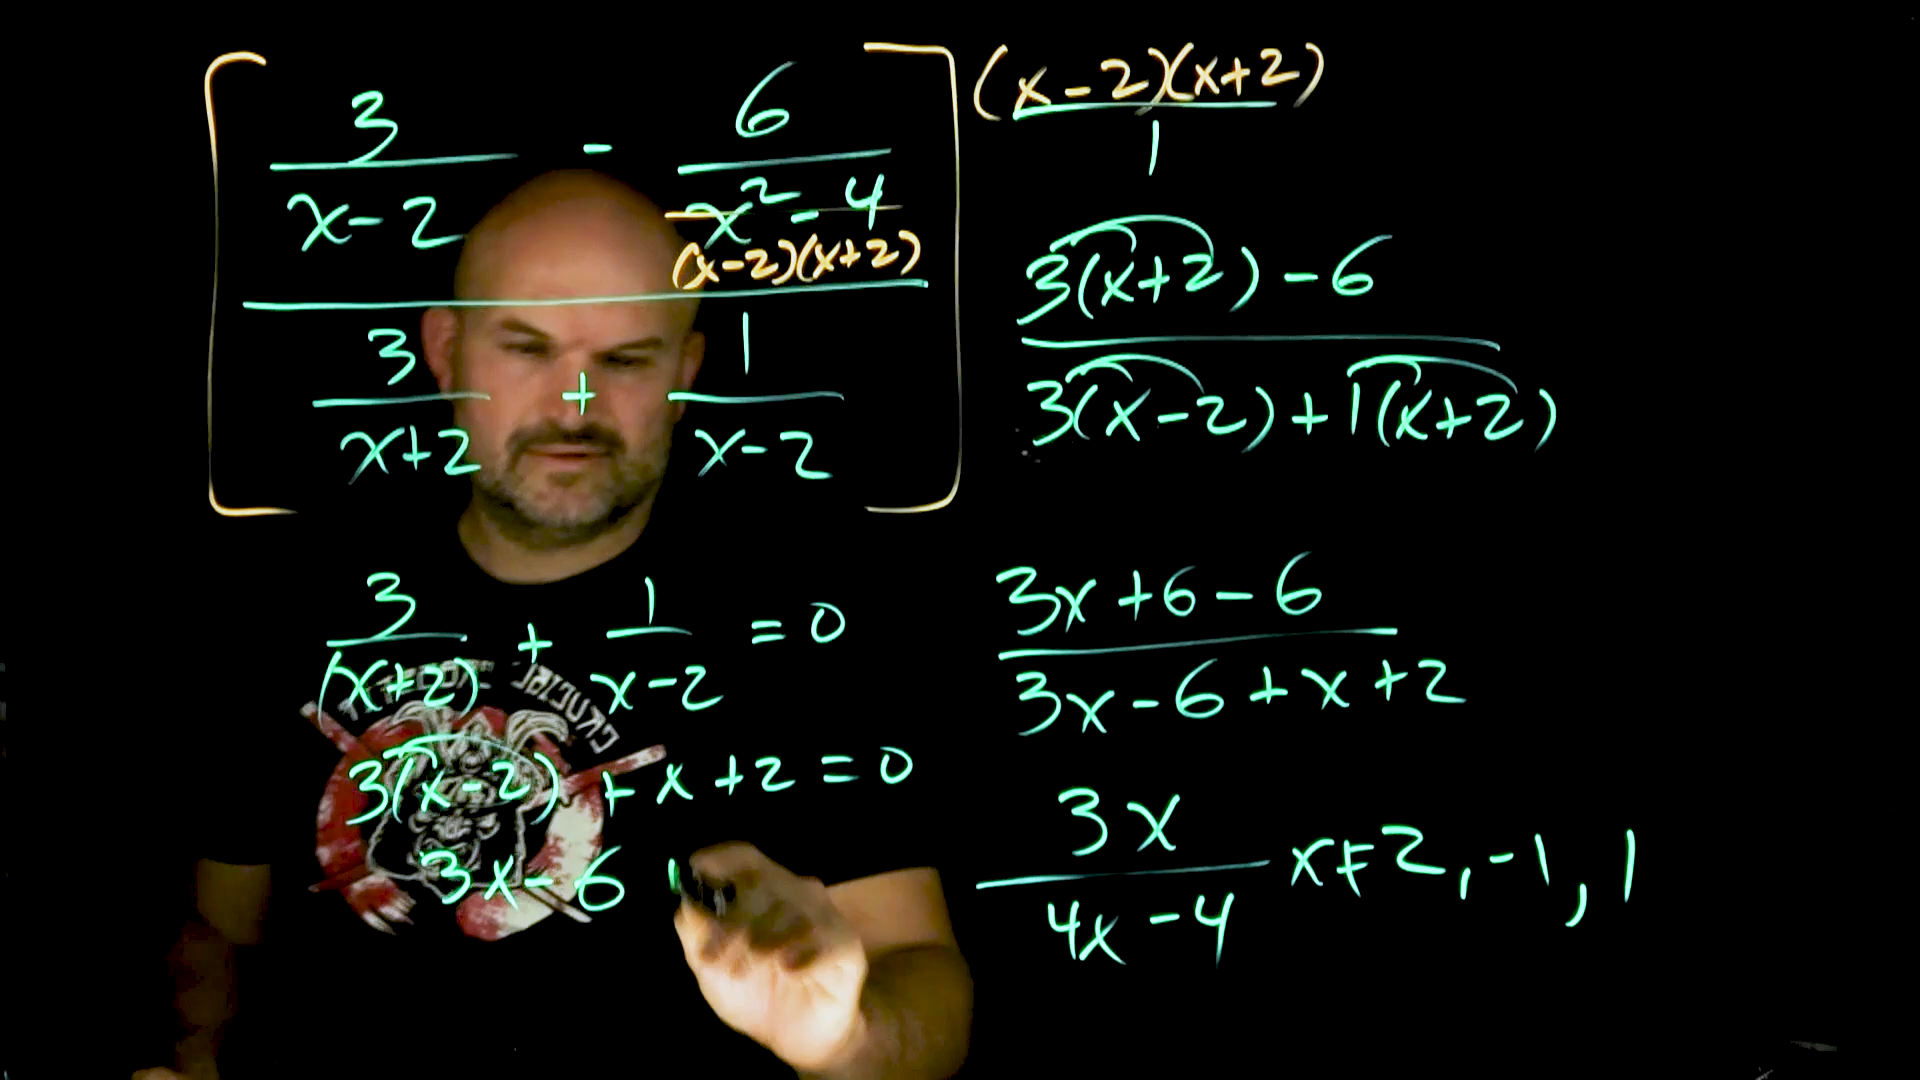 3/(x-2) - 6/(x²-4) (x-2)(x+2)/1
(x-2)(x+2)
3/(x+2) + 1/(x-2)
3(x+2)-6
3(x-2)+1(x+2)
3x+6-6
3x-6+x+2
3x/(4x-4) x≠2,-1,1
3/(x+2) + 1/(x-2) = 0
3(x-2)+x+2=0
3x-6
JIUJITSU